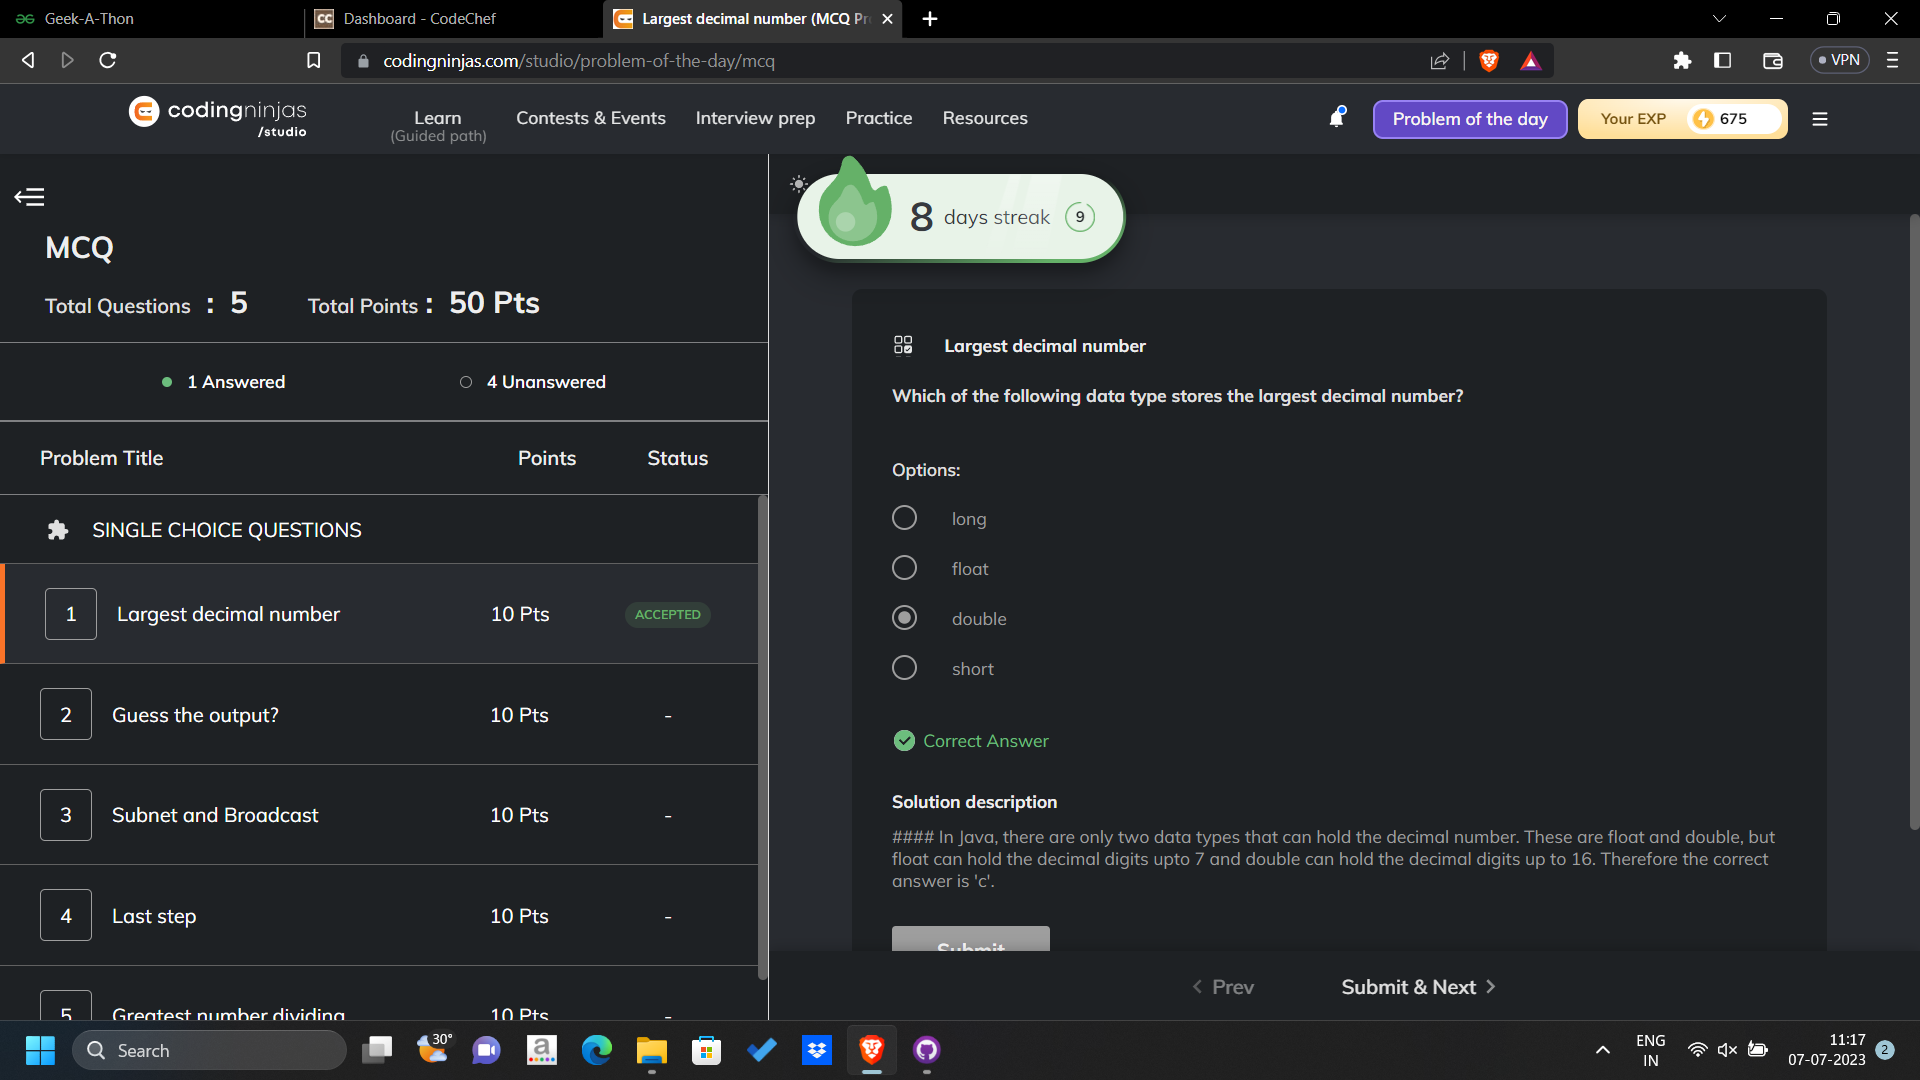 Geek-A-Thon
Dashboard - CodeChef
Largest decimal number (MCQ Pr
codingninjas.com/studio/problem-of-the-day/mcq
VPN
codingninjas
/studio
Learn
(Guided path)
Contests & Events
Interview prep
Practice
Resources
Problem of the day
Your EXP
675
8 days streak 9
MCQ
Total Questions : 5
Total Points : 50 Pts
1 Answered
4 Unanswered
Problem Title
Points
Status
SINGLE CHOICE QUESTIONS
1 Largest decimal number 10 Pts ACCEPTED
2 Guess the output? 10 Pts -
3 Subnet and Broadcast 10 Pts -
4 Last step 10 Pts -
5 Greatest number dividing 10 Pts -
Largest decimal number
Which of the following data type stores the largest decimal number?
Options:
long
float
double
short
Correct Answer
Solution description
#### In Java, there are only two data types that can hold the decimal number. These are float and double, but
float can hold the decimal digits upto 7 and double can hold the decimal digits up to 16. Therefore the correct
answer is 'c'.
Submit
Prev
Submit & Next
Search
30°
ENG
IN
11:17
07-07-2023
2